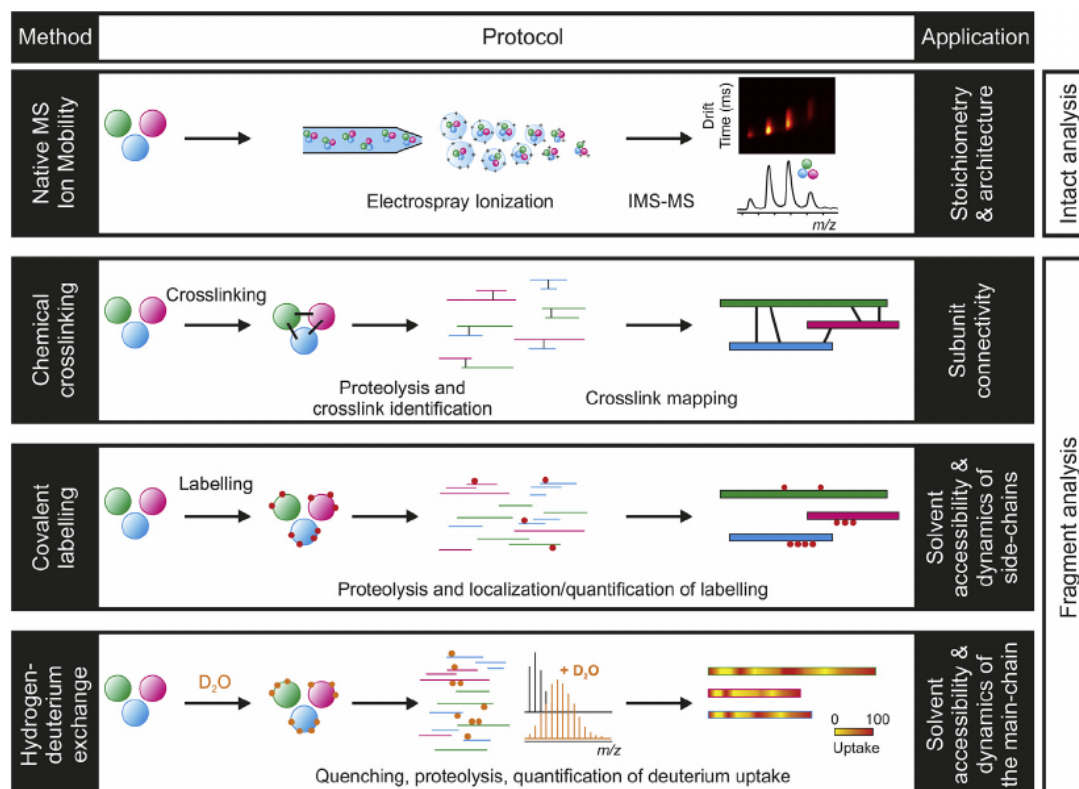 Method
Protocol
Application
Native MS
Ion Mobility
Electrospray Ionization
IMS-MS
Drift
Time (ms)
m/z
Stoichiometry
& architecture
Intact analysis
Chemical
crosslinking
Crosslinking
Proteolysis and
crosslink identification
Crosslink mapping
Subunit
connectivity
Fragment analysis
Covalent
labelling
Labelling
Proteolysis and localization/quantification of labelling
Solvent
accessibility &
dynamics of
side-chains
Hydrogen-
deuterium
exchange
D₂O
+ D₂O
m/z
Quenching, proteolysis, quantification of deuterium uptake
0 100
Uptake
Solvent
accessibility &
dynamics of
the main-chain